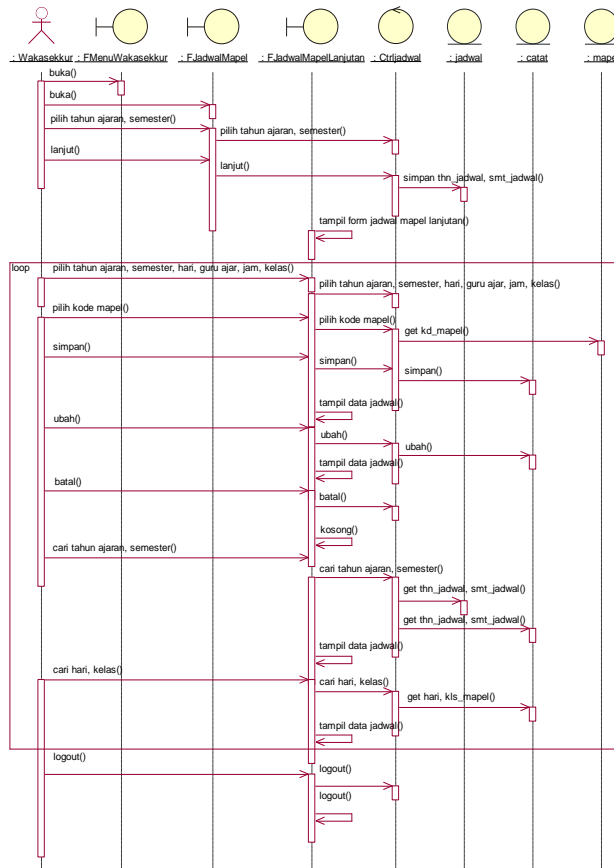 : Wakasekkur
: FMenuWakasekkur
: FJadwalMapel
: FJadwalMapelLanjutan
: Ctrljadwal
: jadwal
: catat
: mapel
buka()
buka()
pilih tahun ajaran, semester()
pilih tahun ajaran, semester()
lanjut()
lanjut()
simpan thn_jadwal, smt_jadwal()
tampil form jadwal mapel lanjutan()
loop
pilih tahun ajaran, semester, hari, guru ajar, jam, kelas()
pilih tahun ajaran, semester, hari, guru ajar, jam, kelas()
pilih kode mapel()
pilih kode mapel()
get kd_mapel()
simpan()
simpan()
simpan()
tampil data jadwal()
ubah()
ubah()
ubah()
tampil data jadwal()
batal()
batal()
kosong()
cari tahun ajaran, semester()
cari tahun ajaran, semester()
get thn_jadwal, smt_jadwal()
get thn_jadwal, smt_jadwal()
tampil data jadwal()
cari hari, kelas()
cari hari, kelas()
get hari, kls_mapel()
tampil data jadwal()
logout()
logout()
logout()